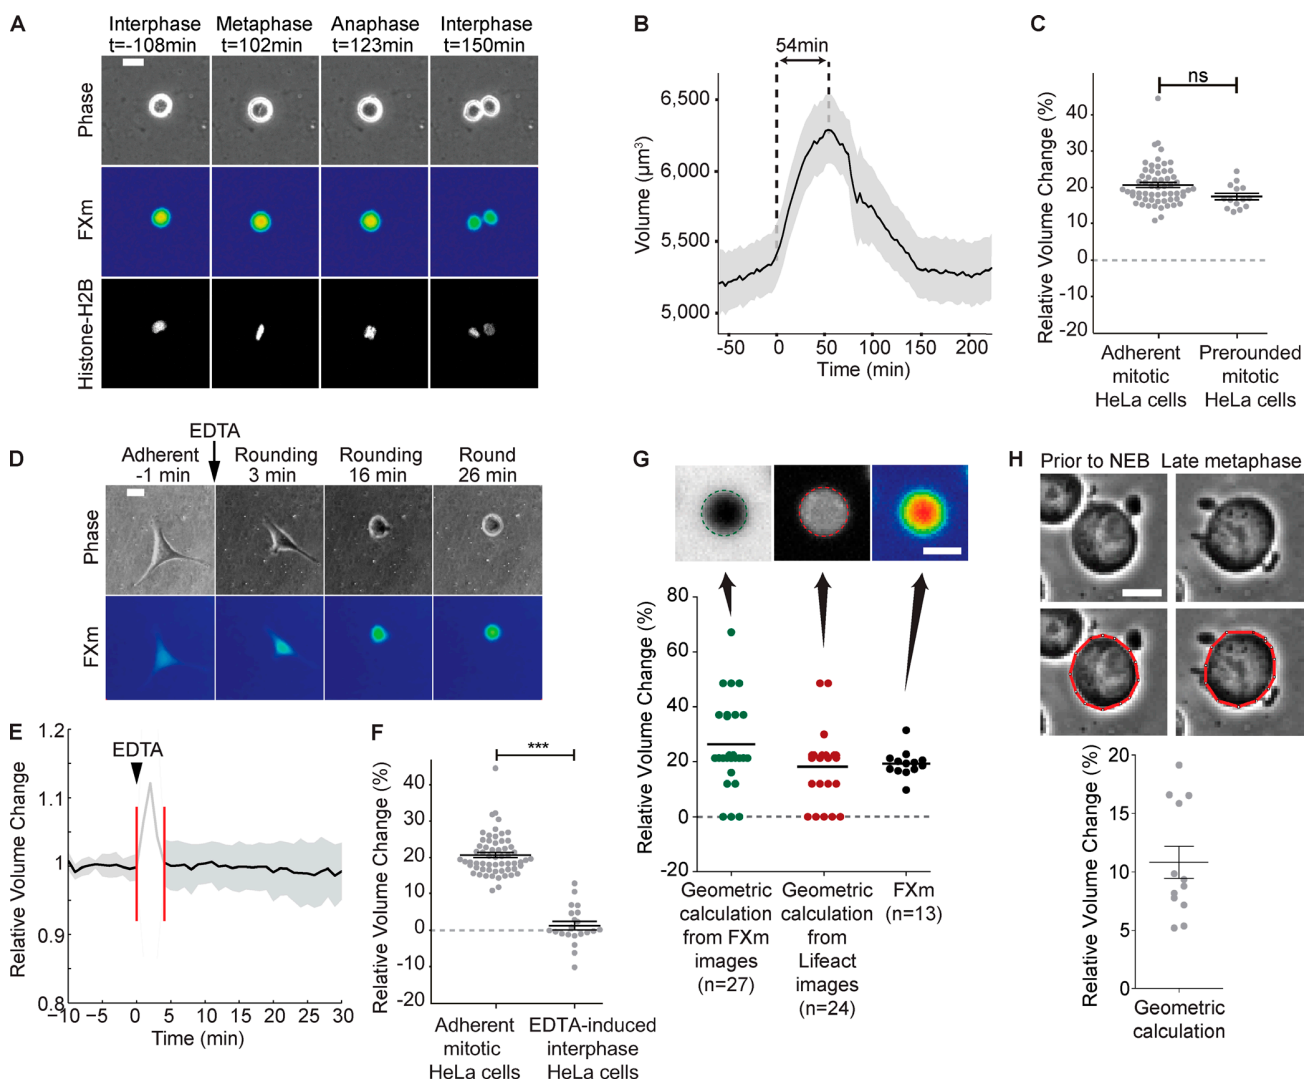 A
Interphase Metaphase Anaphase Interphase
t=-108min t=102min t=123min t=150min
Phase
FXm
Histone-H2B
B
54min
Volume (µm³)
6,500
6,000
5,500
5,000
-50 0 50 100 150 200
Time (min)
C
ns
Relative Volume Change (%)
40
30
20
10
0
-10
-20
Adherent mitotic HeLa cells
Prerounded mitotic HeLa cells
D
EDTA
Adherent Rounding Rounding Round
-1 min 3 min 16 min 26 min
Phase
FXm
E
EDTA
Relative Volume Change
1.2
1.1
1
0.9
0.8
−10 −5 0 5 10 15 20 25 30
Time (min)
F
***
Relative Volume Change (%)
40
30
20
10
0
-10
-20
Adherent mitotic HeLa cells
EDTA-induced interphase HeLa cells
G
Relative Volume Change (%)
80
60
40
20
0
-20
Geometric calculation from FXm images (n=27)
Geometric calculation from Lifeact images (n=24)
FXm (n=13)
H
Prior to NEB Late metaphase
Relative Volume Change (%)
20
15
10
5
0
Geometric calculation